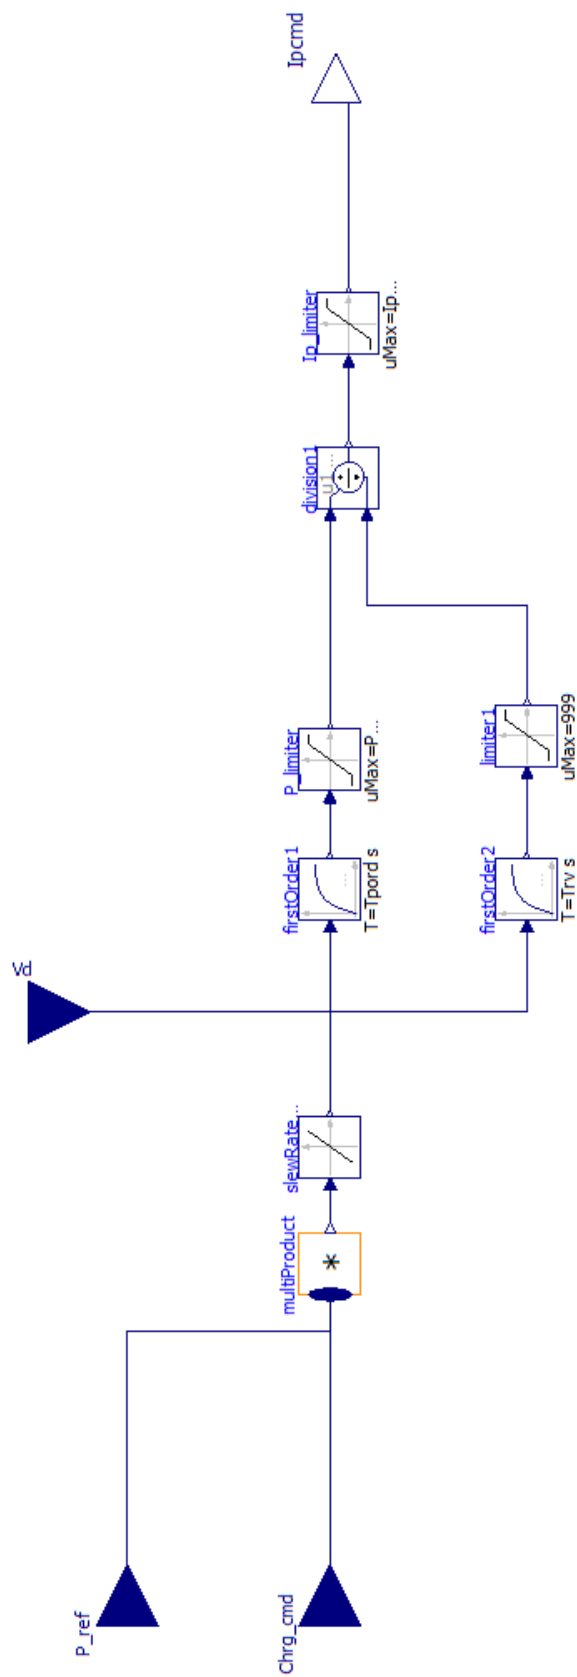 P_ref
Chrg_cmd
multiProduct
*
slewRate...
Vd
firstOrder1
T=Tpord s
P_limiter
uMax=P...
firstOrder2
T=Trv s
limiter1
uMax=999
division1
u1...
Ip_limiter
uMax=Ip...
Ipcmd